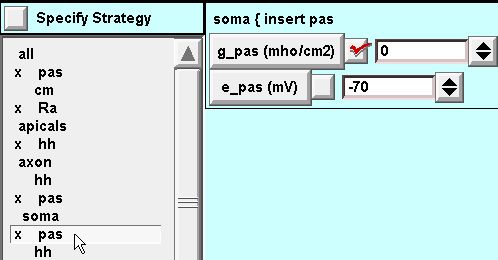 Specify Strategy
all
x pas
cm
x Ra
apicals
x hh
axon
hh
x pas
soma
x pas
hh
soma { insert pas
g_pas (mho/cm2) 0
e_pas (mV) -70